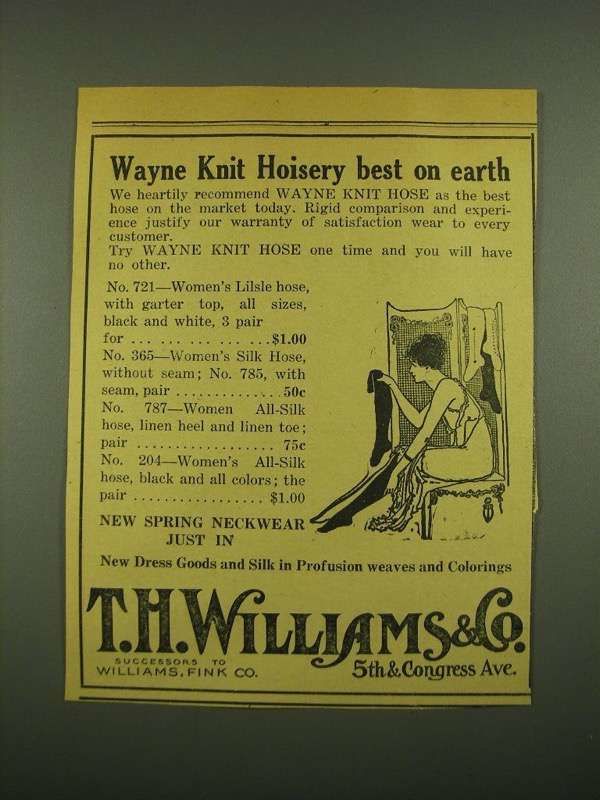 Wayne Knit Hoisery best on earth
We heartily recommend WAYNE KNIT HOSE as the best
hose on the market today. Rigid comparison and experi-
ence justify our warranty of satisfaction wear to every
customer.
Try WAYNE KNIT HOSE one time and you will have
no other.
No. 721—Women's Lilsle hose,
with garter top, all sizes,
black and white, 3 pair
for ... ... ... ... ...$1.00
No. 365—Women's Silk Hose,
without seam; No. 785, with
seam, pair ............. 50c
No. 787—Women All-Silk
hose, linen heel and linen toe;
pair ................. 75c
No. 204—Women's All-Silk
hose, black and all colors; the
pair ................ $1.00
NEW SPRING NECKWEAR
JUST IN
New Dress Goods and Silk in Profusion weaves and Colorings
T.H. WILLIAMS & Co.
SUCCESSORS TO
WILLIAMS, FINK CO.
5th & Congress Ave.